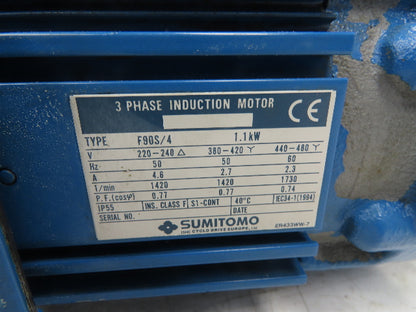 3 PHASE INDUCTION MOTOR
CE
TYPE F90S/4 1.1kW
V 220-240 △ 380-420 Y 440-480 Y
Hz 50 50 60
A 4.6 2.7 2.3
1/min 1420 1420 1730
P.F.(cosφ) 0.77 0.77 0.74
IP55 INS. CLASS F S1-CONT 40°C IEC34-1(1994)
SERIAL NO. DATE
SUMITOMO
CYCLO DRIVE EUROPE, Ltd
ER433WW-7